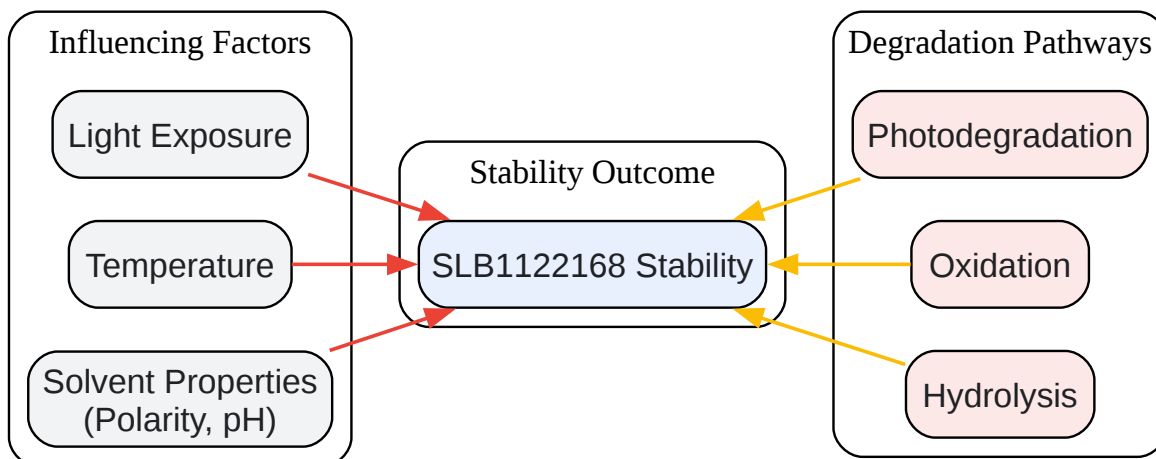 Influencing Factors
Light Exposure
Temperature
Solvent Properties
(Polarity, pH)
Stability Outcome
SLB1122168 Stability
Degradation Pathways
Photodegradation
Oxidation
Hydrolysis